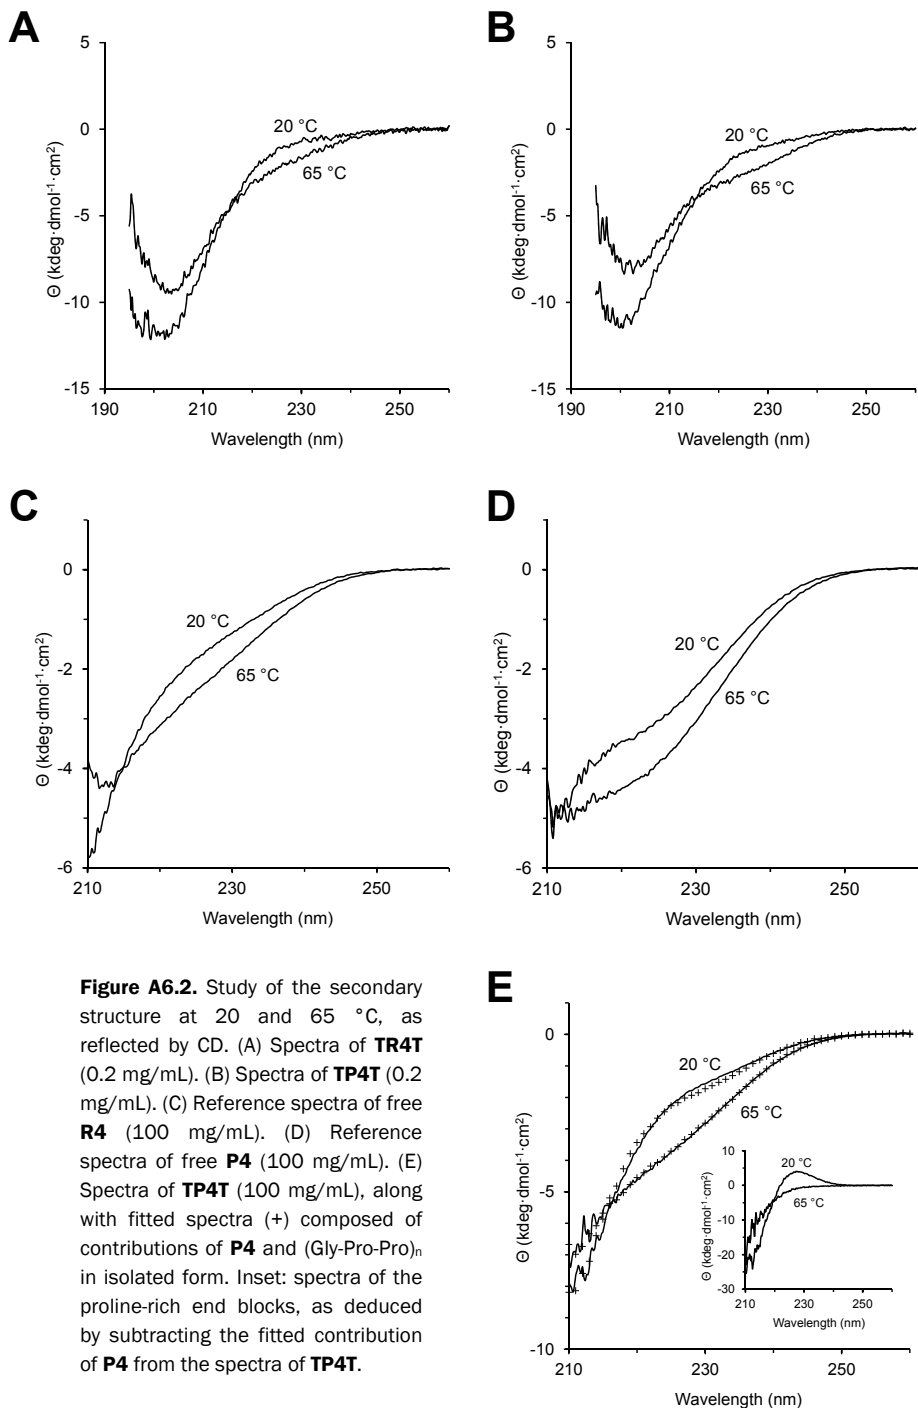 A
5
0
-5
-10
-15
190
210
230
250
20 °C
65 °C
Θ (kdeg·dmol⁻¹·cm²)
Wavelength (nm)
B
5
0
-5
-10
-15
190
210
230
250
20 °C
65 °C
Θ (kdeg·dmol⁻¹·cm²)
Wavelength (nm)
C
0
-2
-4
-6
210
230
250
20 °C
65 °C
Θ (kdeg·dmol⁻¹·cm²)
Wavelength (nm)
D
0
-2
-4
-6
210
230
250
20 °C
65 °C
Θ (kdeg·dmol⁻¹·cm²)
Wavelength (nm)
Figure A6.2. Study of the secondary
structure at 20 and 65 °C, as
reflected by CD. (A) Spectra of TR4T
(0.2 mg/mL). (B) Spectra of TP4T (0.2
mg/mL). (C) Reference spectra of free
R4 (100 mg/mL). (D) Reference
spectra of free P4 (100 mg/mL). (E)
Spectra of TP4T (100 mg/mL), along
with fitted spectra (+) composed of
contributions of P4 and (Gly-Pro-Pro)ₙ
in isolated form. Inset: spectra of the
proline-rich end blocks, as deduced
by subtracting the fitted contribution
of P4 from the spectra of TP4T.
E
0
-5
-10
210
230
250
20 °C
65 °C
Θ (kdeg·dmol⁻¹·cm²)
Wavelength (nm)
10
0
-10
-20
-30
210
230
250
20 °C
65 °C
Θ (kdeg·dmol⁻¹·cm²)
Wavelength (nm)